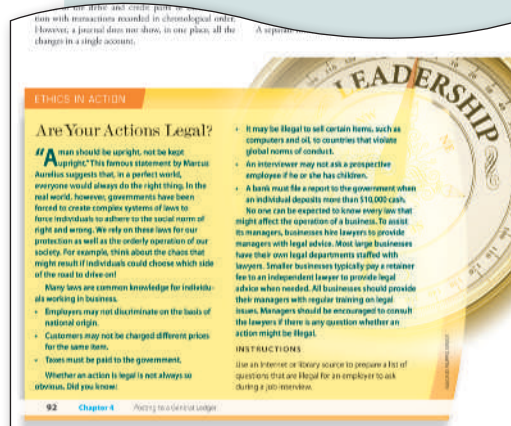 the debit and credit parts of
tion with transactions recorded in chronological order.
However, a journal does not show, in one place, all the
changes in a single account.
A separate
LEADERSHIP
ETHICS IN ACTION
Are Your Actions Legal?
"A man should be upright, not be kept
upright." This famous statement by Marcus
Aurelius suggests that, in a perfect world,
everyone would always do the right thing. In the
real world, however, governments have been
forced to create complex systems of laws to
force individuals to adhere to the social norm of
right and wrong. We rely on these laws for our
protection as well as the orderly operation of our
society. For example, think about the chaos that
might result if individuals could choose which side
of the road to drive on!
Many laws are common knowledge for individu-
als working in business.
• Employers may not discriminate on the basis of
national origin.
• Customers may not be charged different prices
for the same item.
• Taxes must be paid to the government.
Whether an action is legal is not always so
obvious. Did you know:
• It may be illegal to sell certain items, such as
computers and oil, to countries that violate
global norms of conduct.
• An interviewer may not ask a prospective
employee if he or she has children.
• A bank must file a report to the government when
an individual deposits more than $10,000 cash.
No one can be expected to know every law that
might affect the operation of a business. To assist
its managers, businesses hire lawyers to provide
managers with legal advice. Most large businesses
have their own legal departments staffed with
lawyers. Smaller businesses typically pay a retainer
fee to an independent lawyer to provide legal
advice when needed. All businesses should provide
their managers with regular training on legal
issues. Managers should be encouraged to consult
the lawyers if there is any question whether an
action might be illegal.
INSTRUCTIONS
Use an Internet or library source to prepare a list of
questions that are illegal for an employer to ask
during a job interview.
92 Chapter 4 Posting to a General Ledger